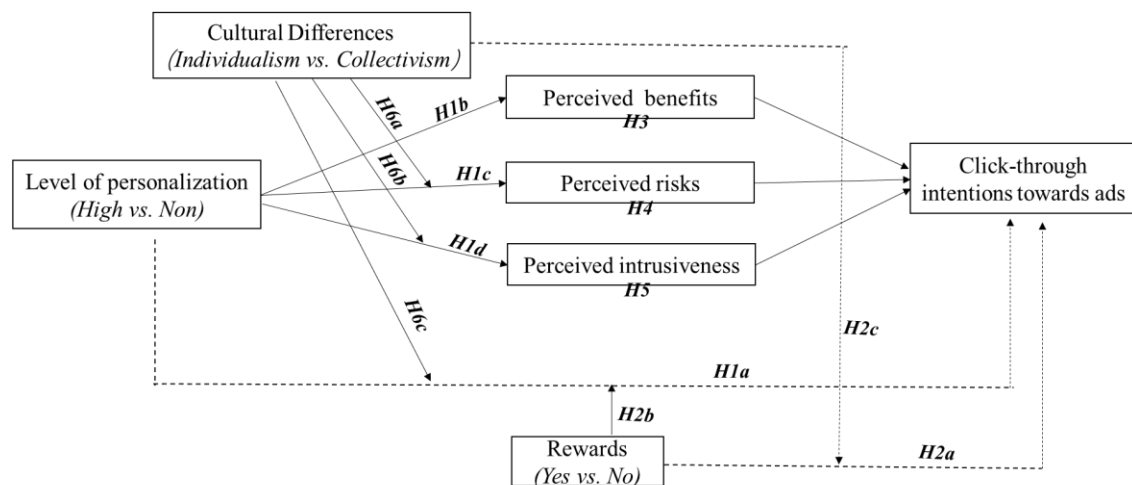 Cultural Differences
(Individualism vs. Collectivism)
H6a
H1b
Perceived benefits
H3
H6b
Level of personalization
(High vs. Non)
H1c
Perceived risks
H4
Click-through
intentions towards ads
H1d
Perceived intrusiveness
H5
H6c
H2c
H1a
H2b
Rewards
(Yes vs. No)
H2a